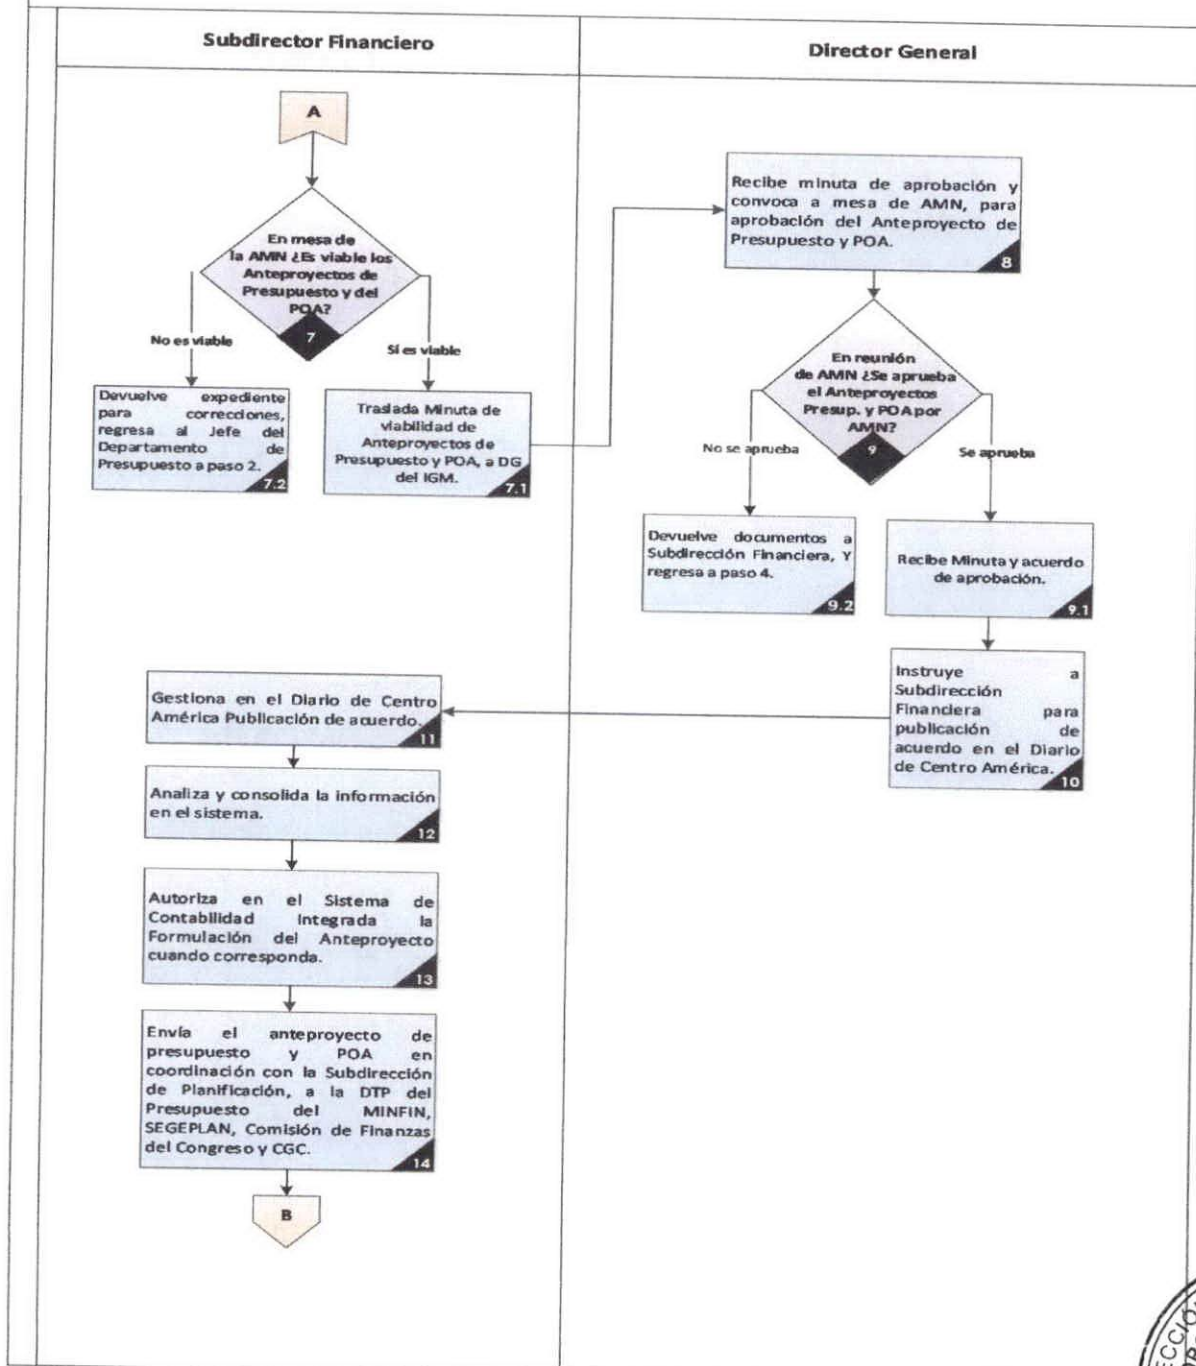 Subdirector Financiero
Director General
A
En mesa de
la AMN ¿Es viable los
Anteproyectos de
Presupuesto y del
POA?
7
No es viable
Sí es viable
Devuelve expediente
para correcciones,
regresa al Jefe del
Departamento de
Presupuesto a paso 2.
7.2
Traslada Minuta de
viabilidad de
Anteproyectos de
Presupuesto y POA, a DG
del IGM.
7.1
Recibe minuta de aprobación y
convoca a mesa de AMN, para
aprobación del Anteproyecto de
Presupuesto y POA.
8
En reunión
de AMN ¿Se aprueba
el Anteproyectos
Presup. y POA por
AMN?
9
No se aprueba
Se aprueba
Devuelve documentos a
Subdirección Financiera, Y
regresa a paso 4.
9.2
Recibe Minuta y acuerdo
de aprobación.
9.1
Instruye a
Subdirección
Financiera para
publicación de
acuerdo en el Diario
de Centro América.
10
Gestiona en el Diario de Centro
América Publicación de acuerdo.
11
Analiza y consolida la información
en el sistema.
12
Autoriza en el Sistema de
Contabilidad Integrada la
Formulación del Anteproyecto
cuando corresponda.
13
Envía el anteproyecto de
presupuesto y POA en
coordinación con la Subdirección
de Planificación, a la DTP del
Presupuesto del MINFIN,
SEGEPLAN, Comisión de Finanzas
del Congreso y CGC.
14
B